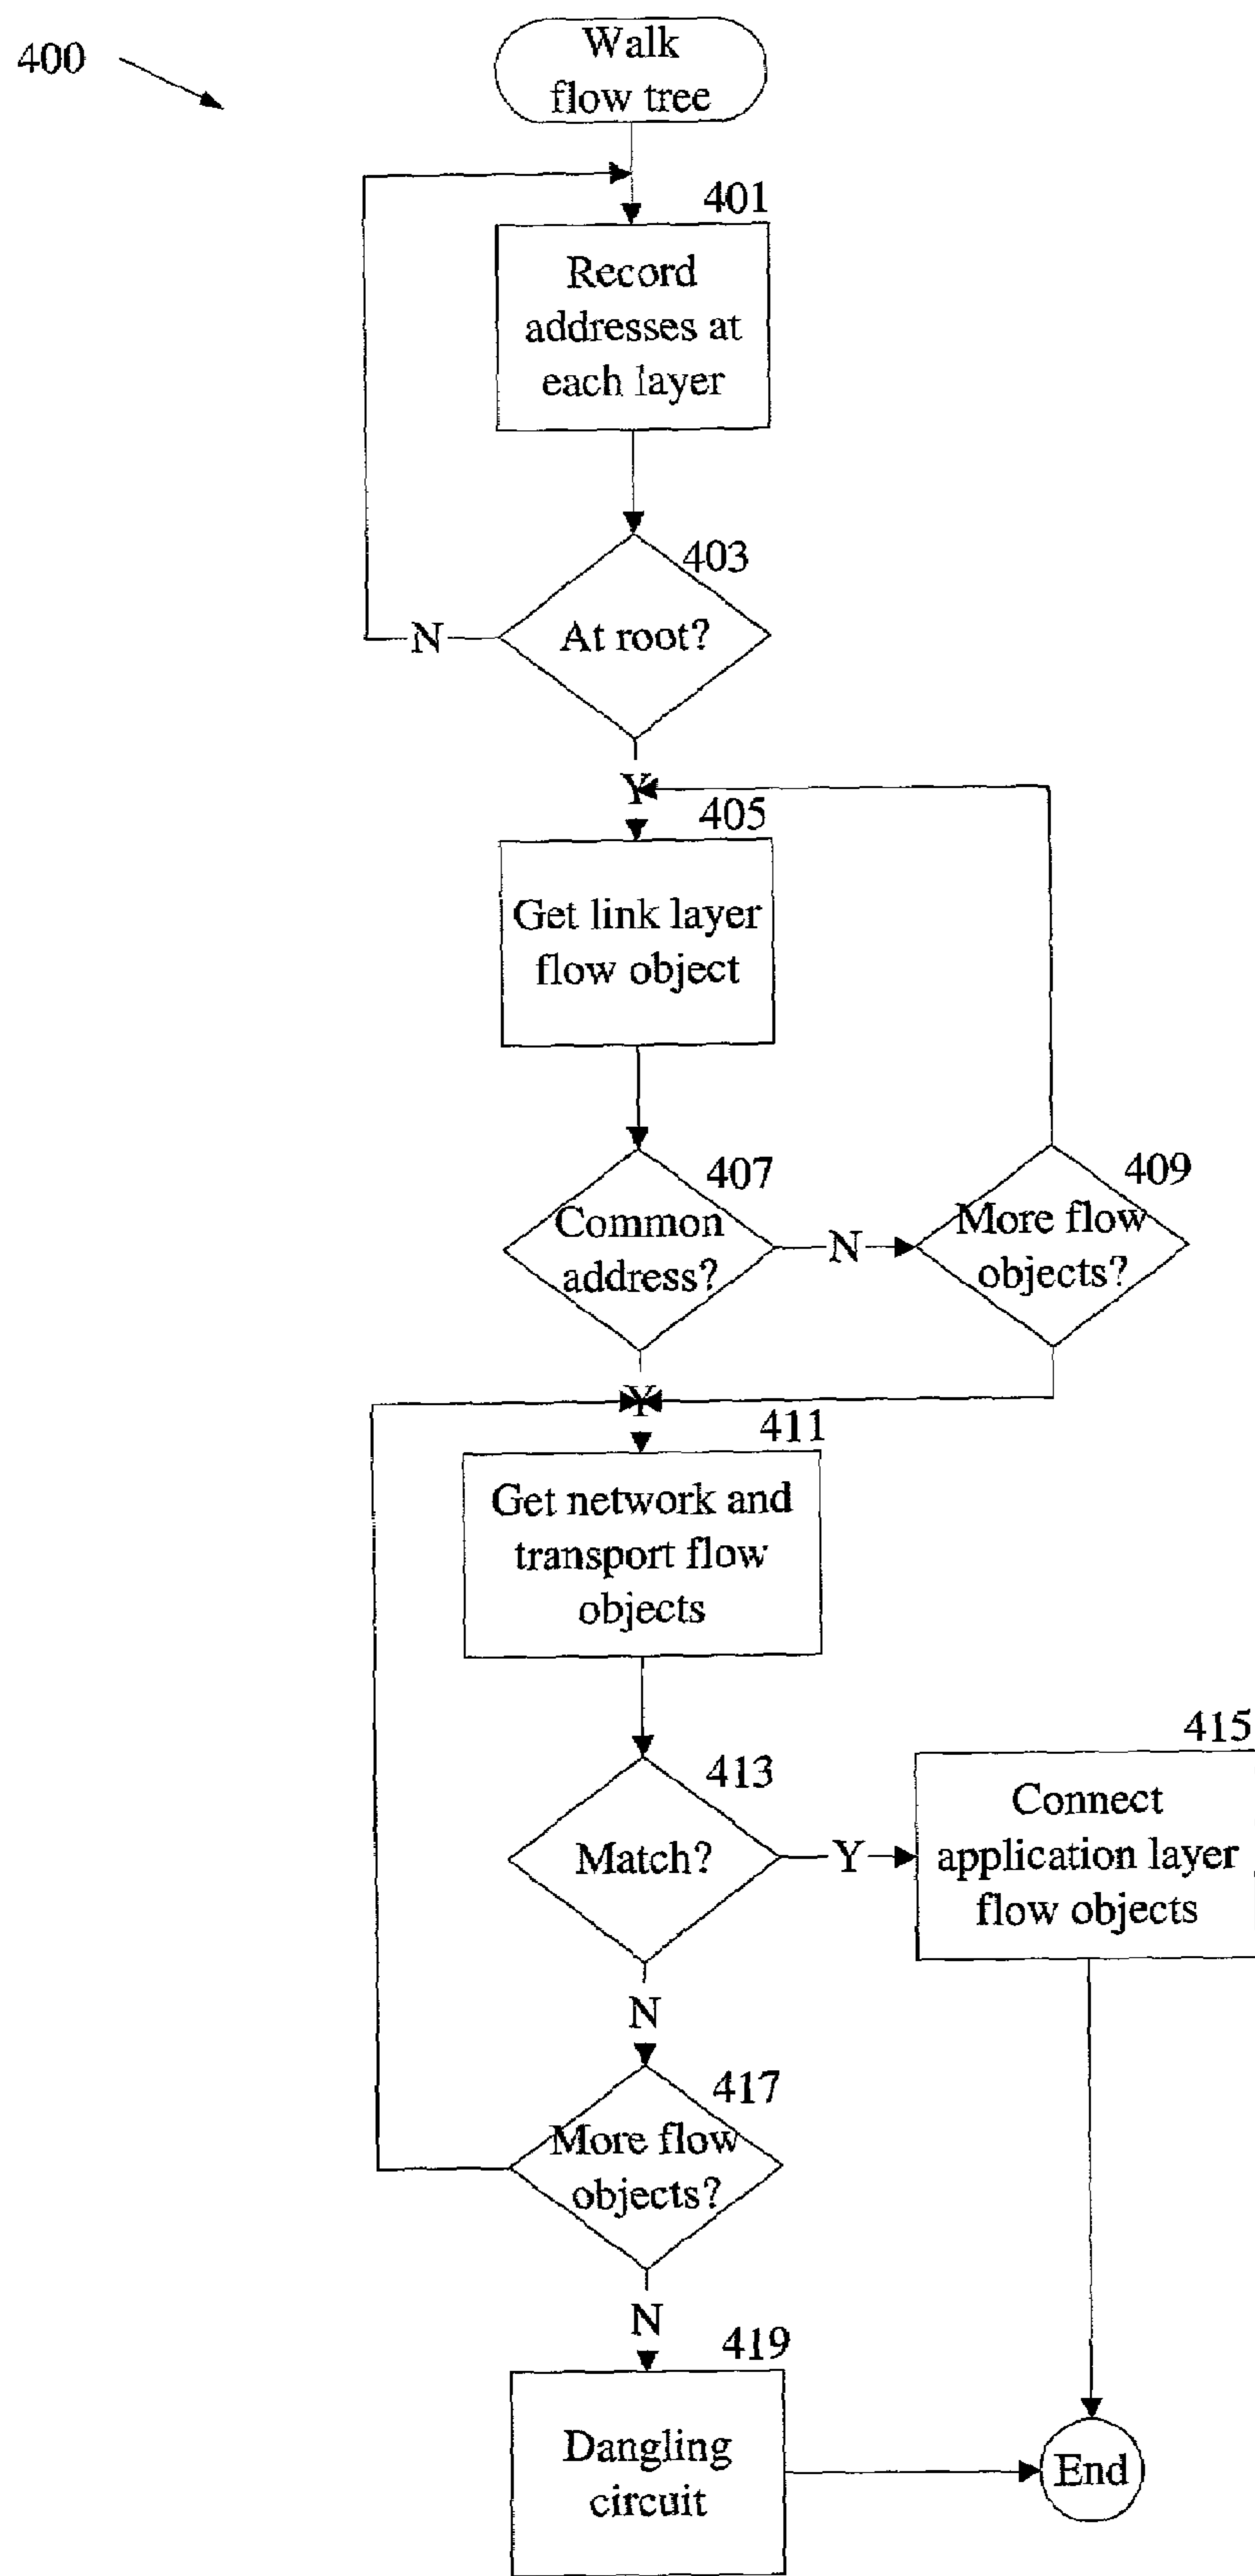 400
Walk
flow tree
401
Record
addresses at
each layer
403
At root?
N
Y
405
Get link layer
flow object
407
Common
address?
N
409
More flow
objects?
Y
411
Get network and
transport flow
objects
413
Match?
Y
415
Connect
application layer
flow objects
N
417
More flow
objects?
N
419
Dangling
circuit
End